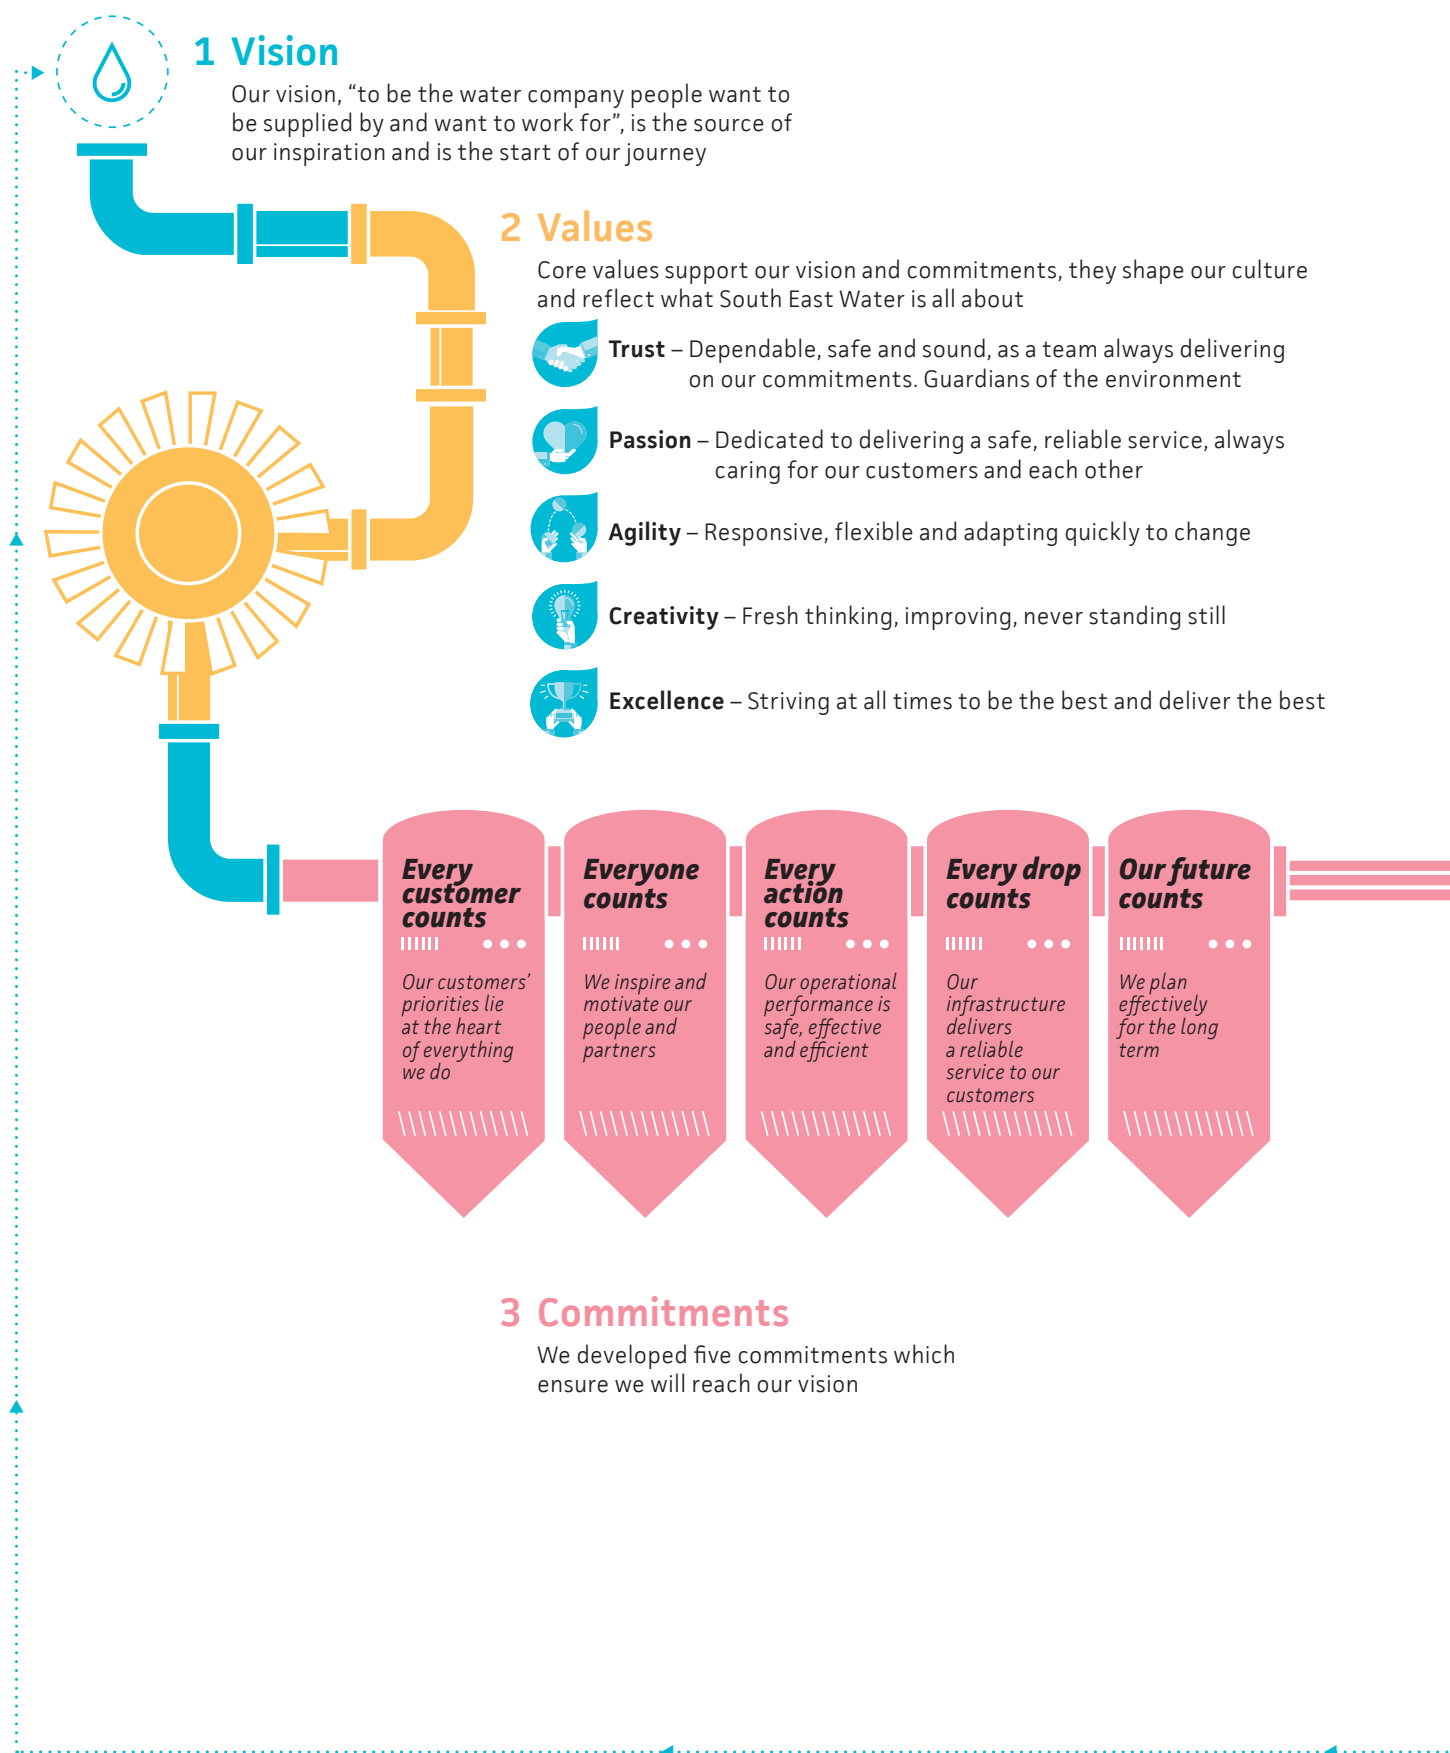 1 Vision
Our vision, “to be the water company people want to
be supplied by and want to work for”, is the source of
our inspiration and is the start of our journey
2 Values
Core values support our vision and commitments, they shape our culture
and reflect what South East Water is all about
Trust – Dependable, safe and sound, as a team always delivering
on our commitments. Guardians of the environment
Passion – Dedicated to delivering a safe, reliable service, always
caring for our customers and each other
Agility – Responsive, flexible and adapting quickly to change
Creativity – Fresh thinking, improving, never standing still
Excellence – Striving at all times to be the best and deliver the best
Every
customer
counts
Our customers’
priorities lie
at the heart
of everything
we do
Everyone
counts
We inspire and
motivate our
people and
partners
Every
action
counts
Our operational
performance is
safe, effective
and efficient
Every drop
counts
Our
infrastructure
delivers
a reliable
service to our
customers
Our future
counts
We plan
effectively
for the long
term
3 Commitments
We developed five commitments which
ensure we will reach our vision